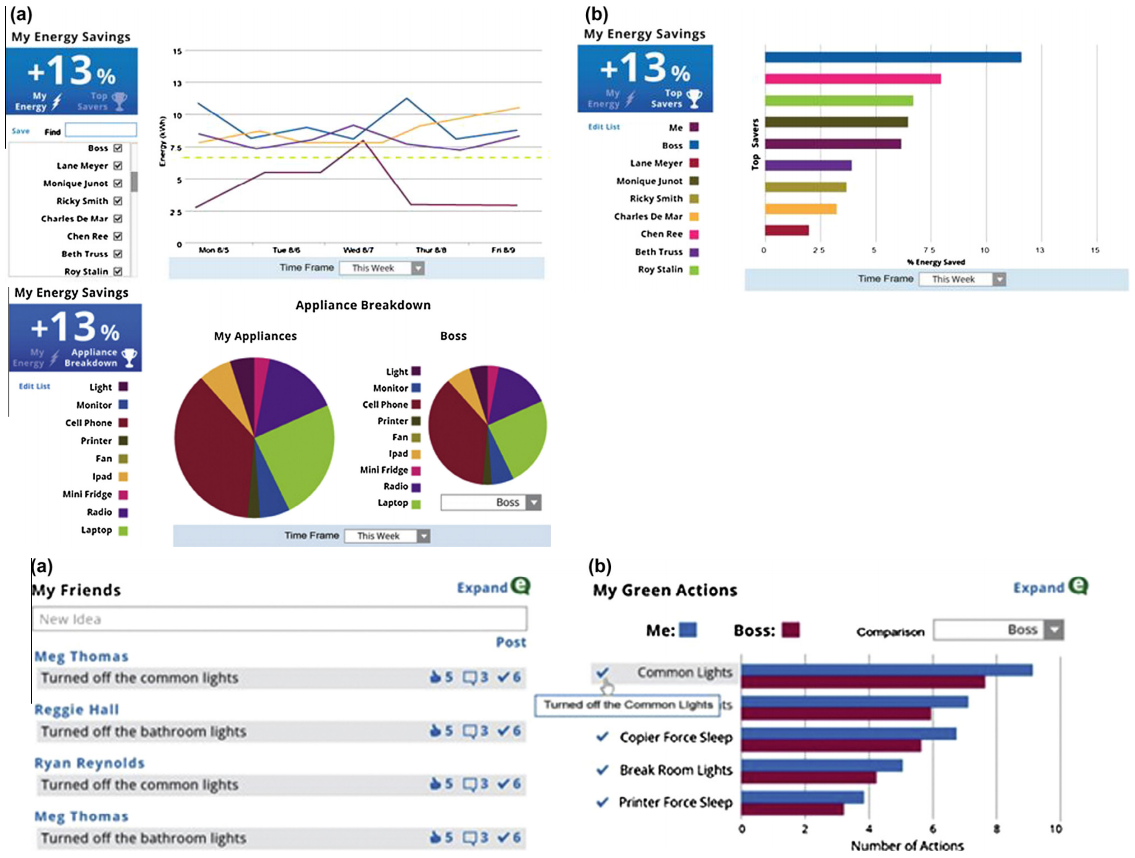 (a)
My Energy Savings
+13 %
My Energy
Top Savers
Save Find
Boss
Lane Meyer
Monique Junot
Ricky Smith
Charles De Mar
Chen Ree
Beth Truss
Roy Stalin
Energy (kWh)
15
13
10
7 5
5
2 5
0
Mon 8/5 Tue 8/6 Wed 8/7 Thur 8/8 Fri 8/9
Time Frame This Week
(b)
My Energy Savings
+13 %
My Energy
Top Savers
Edit List
Me
Boss
Lane Meyer
Monique Junot
Ricky Smith
Charles De Mar
Chen Ree
Beth Truss
Roy Stalin
Top Savers
0 2 5 5 7 5 10 13 15
% Energy Saved
Time Frame This Week
My Energy Savings
+13 %
My Energy
Appliance Breakdown
Edit List
Light
Monitor
Cell Phone
Printer
Fan
Ipad
Mini Fridge
Radio
Laptop
Appliance Breakdown
My Appliances
Boss
Light
Monitor
Cell Phone
Printer
Fan
Ipad
Mini Fridge
Radio
Laptop
Boss
Time Frame This Week
(a)
My Friends
Expand e
New Idea
Post
Meg Thomas
Turned off the common lights 5 3 6
Reggie Hall
Turned off the bathroom lights 5 3 6
Ryan Reynolds
Turned off the common lights 5 3 6
Meg Thomas
Turned off the bathroom lights 5 3 6
(b)
My Green Actions
Expand e
Me: Boss: Comparison Boss
Common Lights
Turned off the Common Lights
ts
Copier Force Sleep
Break Room Lights
Printer Force Sleep
0 2 4 6 8 10
Number of Actions